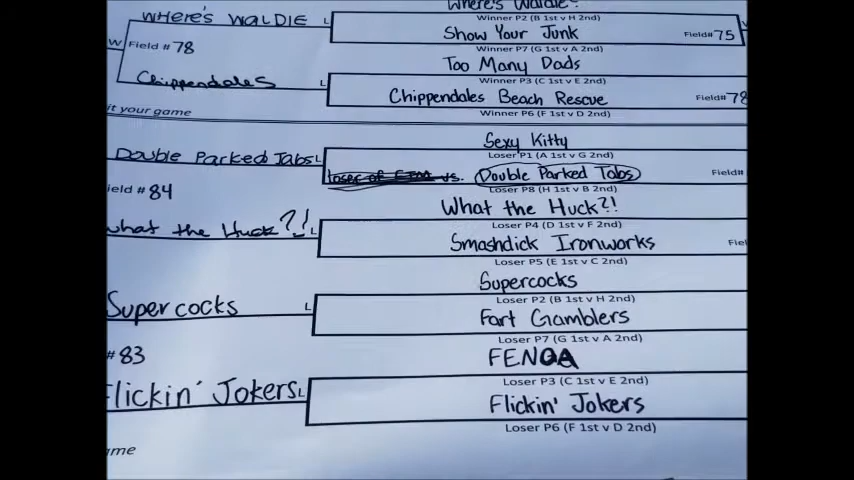 Where's Waldie?
WHERE'S WALDIE L
Winner P2 (B 1st v H 2nd)
Show Your Junk
Field# 75
W Field # 78
Winner P7 (G 1st v A 2nd)
Too Many Dads
Chippendales L
Winner P3 (C 1st v E 2nd)
Chippendales Beach Rescue
Field# 78
it your game
Winner P6 (F 1st v D 2nd)
Sexy Kitty
Double Parked Tabs L
Loser P1 (A 1st v G 2nd)
vs. Double Parked Tabs
Field#
ield # 84
Loser P8 (H 1st v B 2nd)
What the Huck?!
what the Huck?! L
Loser P4 (D 1st v F 2nd)
Smashdick Ironworks
Fie
Loser P5 (E 1st v C 2nd)
Supercocks
Supercocks L
Loser P2 (B 1st v H 2nd)
Fart Gamblers
# 83
Loser P7 (G 1st v A 2nd)
Flickin' Jokers L
Loser P3 (C 1st v E 2nd)
Flickin' Jokers
Loser P6 (F 1st v D 2nd)
ame